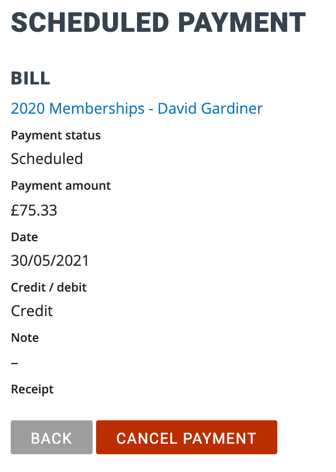 SCHEDULED PAYMENT
BILL
2020 Memberships - David Gardiner
Payment status
Scheduled
Payment amount
£75.33
Date
30/05/2021
Credit / debit
Credit
Note
–
Receipt
BACK CANCEL PAYMENT